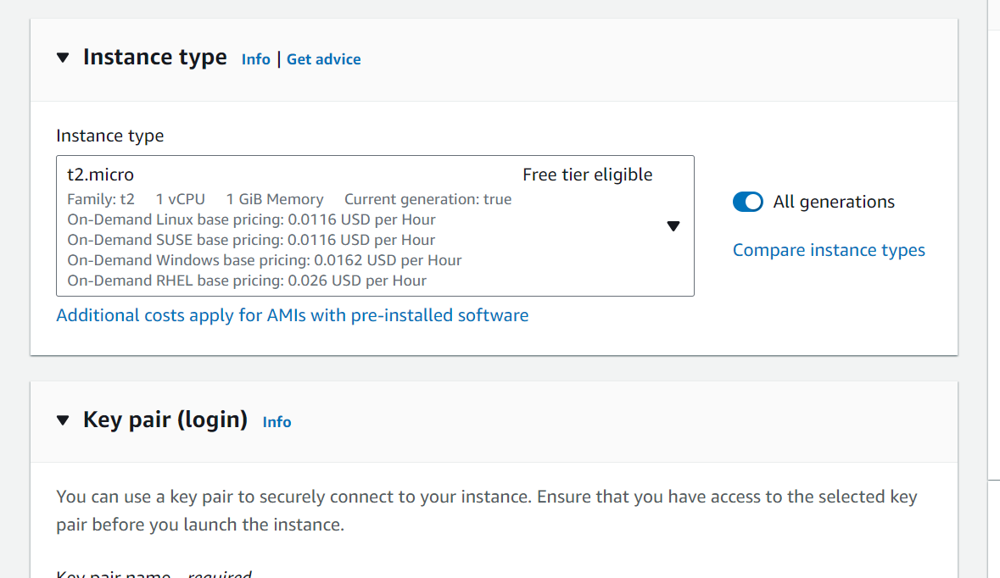 Instance type Info | Get advice
Instance type
t2.micro Free tier eligible
Family: t2 1 vCPU 1 GiB Memory Current generation: true
On-Demand Linux base pricing: 0.0116 USD per Hour
On-Demand SUSE base pricing: 0.0116 USD per Hour
On-Demand Windows base pricing: 0.0162 USD per Hour
On-Demand RHEL base pricing: 0.026 USD per Hour
All generations
Compare instance types
Additional costs apply for AMIs with pre-installed software
Key pair (login) Info
You can use a key pair to securely connect to your instance. Ensure that you have access to the selected key
pair before you launch the instance.
Key pair name - required